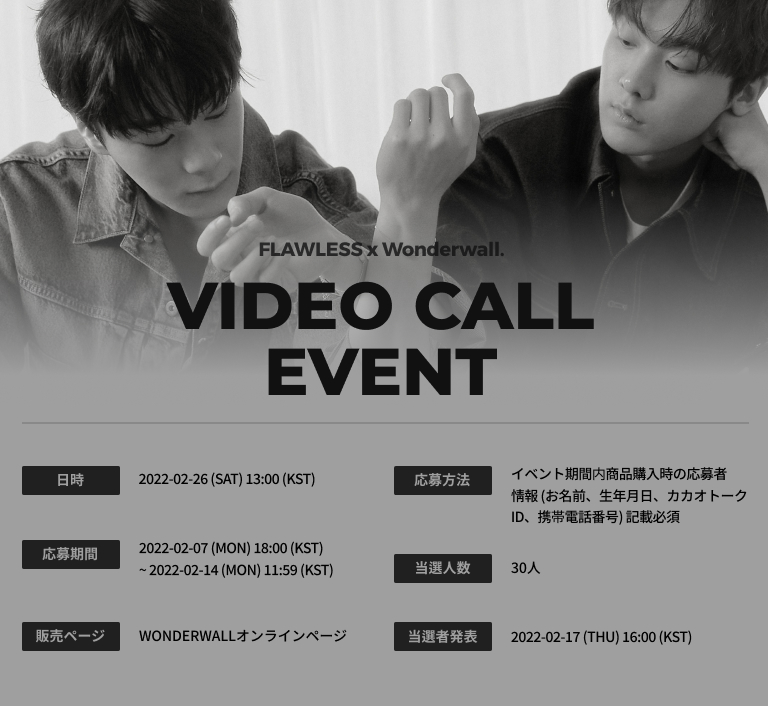 FLAWLESS x Wonderwall.
VIDEO CALL
EVENT
日時
2022-02-26 (SAT) 13:00 (KST)
応募期間
2022-02-07 (MON) 18:00 (KST)
~ 2022-02-14 (MON) 11:59 (KST)
販売ページ
WONDERWALLオンラインページ
応募方法
イベント期間内商品購入時の応募者
情報 (お名前、生年月日、カカオトーク
ID、携帯電話番号) 記載必須
当選人数
30人
当選者発表
2022-02-17 (THU) 16:00 (KST)